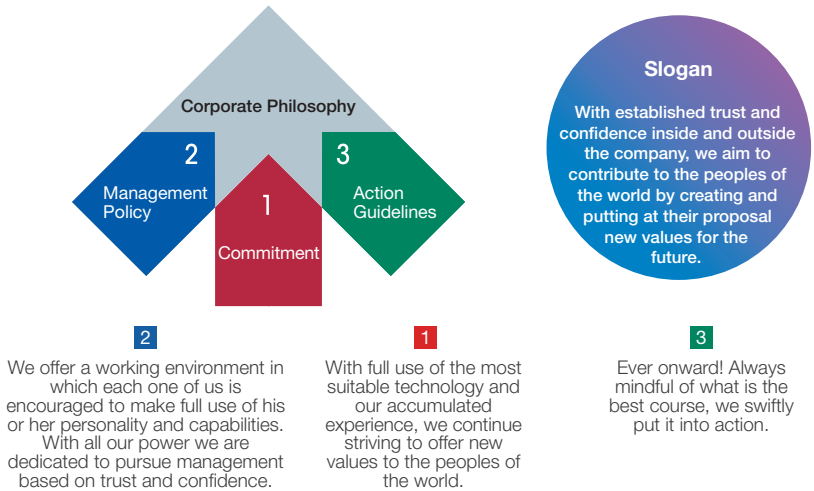 Corporate Philosophy
2
Management
Policy
1
Commitment
3
Action
Guidelines
Slogan
With established trust and
confidence inside and outside
the company, we aim to
contribute to the peoples of
the world by creating and
putting at their proposal
new values for the
future.
2
We offer a working environment in
which each one of us is
encouraged to make full use of his
or her personality and capabilities.
With all our power we are
dedicated to pursue management
based on trust and confidence.
1
With full use of the most
suitable technology and
our accumulated
experience, we continue
striving to offer new
values to the peoples of
the world.
3
Ever onward! Always
mindful of what is the
best course, we swiftly
put it into action.